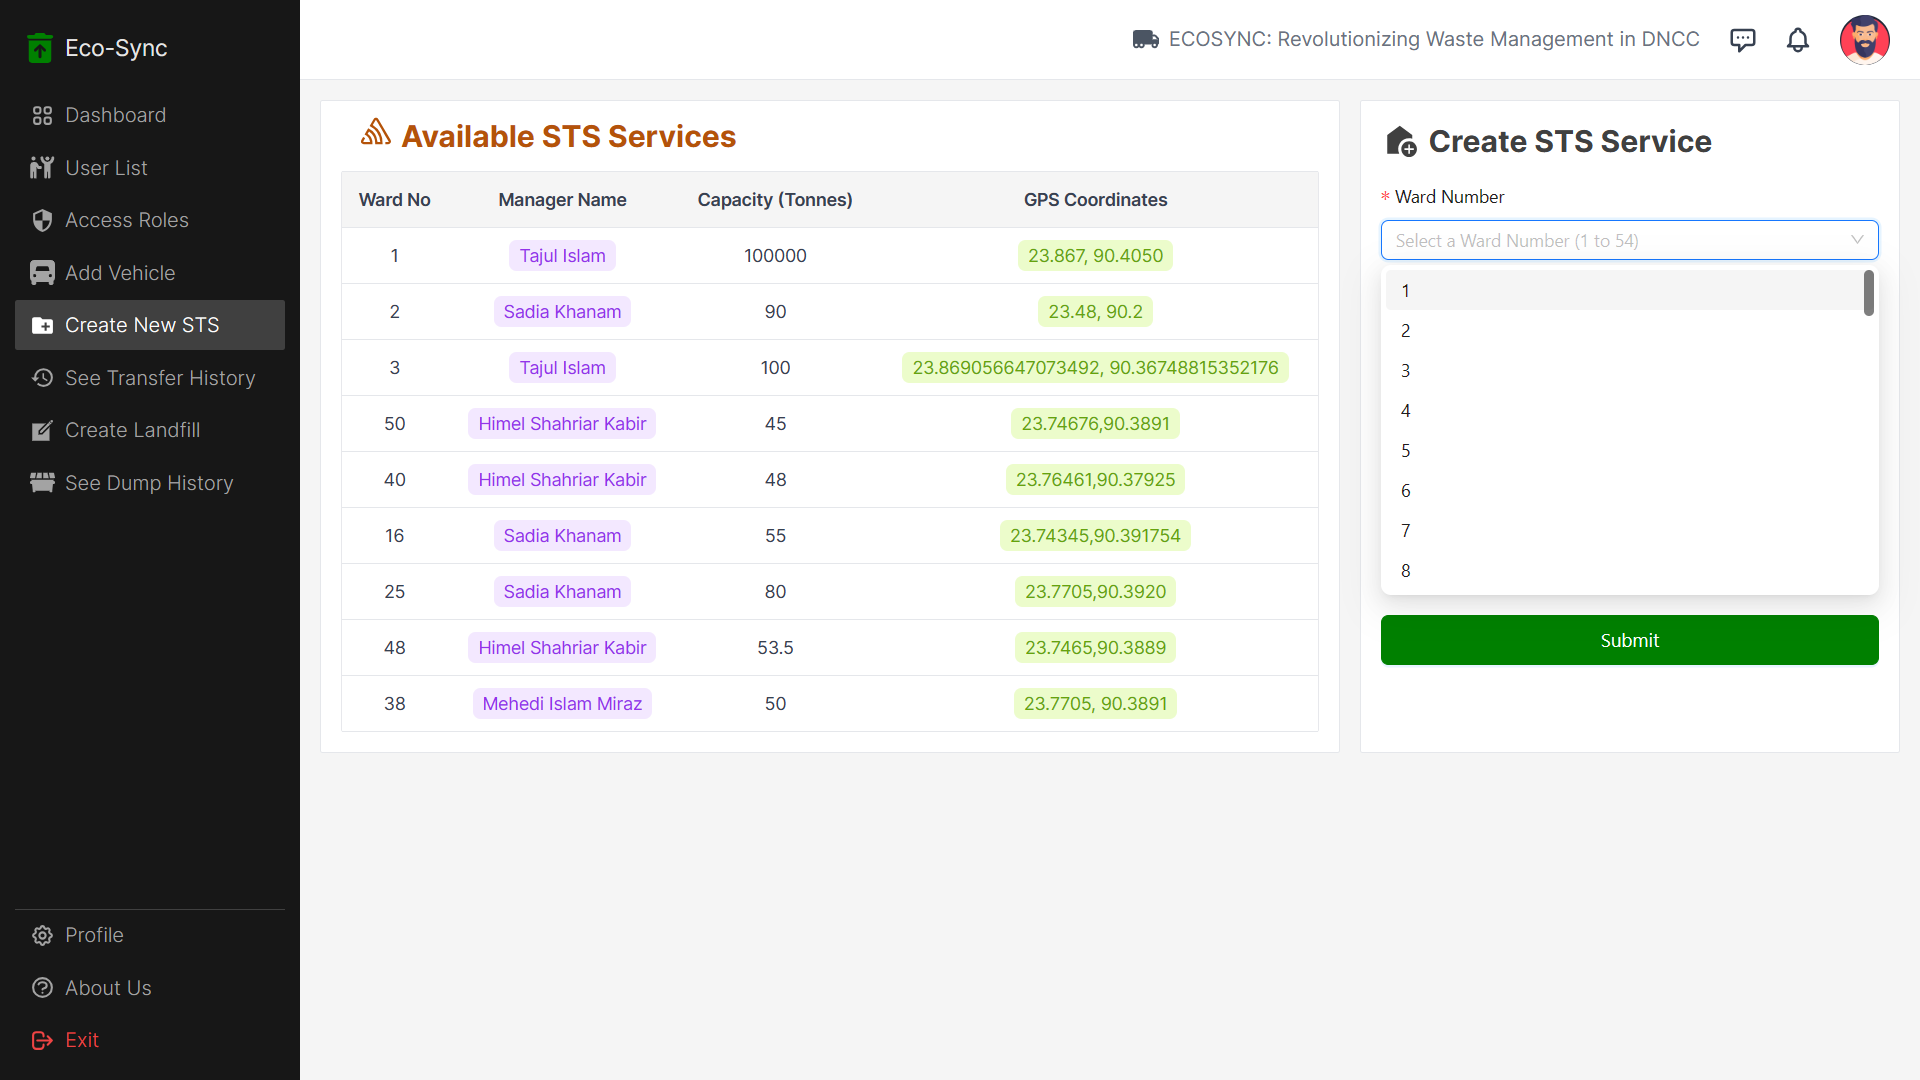 Eco-Sync
Dashboard
User List
Access Roles
Add Vehicle
Create New STS
See Transfer History
Create Landfill
See Dump History
Profile
About Us
Exit
ECOSYNC: Revolutionizing Waste Management in DNCC
Available STS Services
Ward No Manager Name Capacity (Tonnes) GPS Coordinates
1 Tajul Islam 100000 23.867, 90.4050
2 Sadia Khanam 90 23.48, 90.2
3 Tajul Islam 100 23.869056647073492, 90.36748815352176
50 Himel Shahriar Kabir 45 23.74676,90.3891
40 Himel Shahriar Kabir 48 23.76461,90.37925
16 Sadia Khanam 55 23.74345,90.391754
25 Sadia Khanam 80 23.7705,90.3920
48 Himel Shahriar Kabir 53.5 23.7465,90.3889
38 Mehedi Islam Miraz 50 23.7705, 90.3891
Create STS Service
* Ward Number
Select a Ward Number (1 to 54)
1
2
3
4
5
6
7
8
Submit